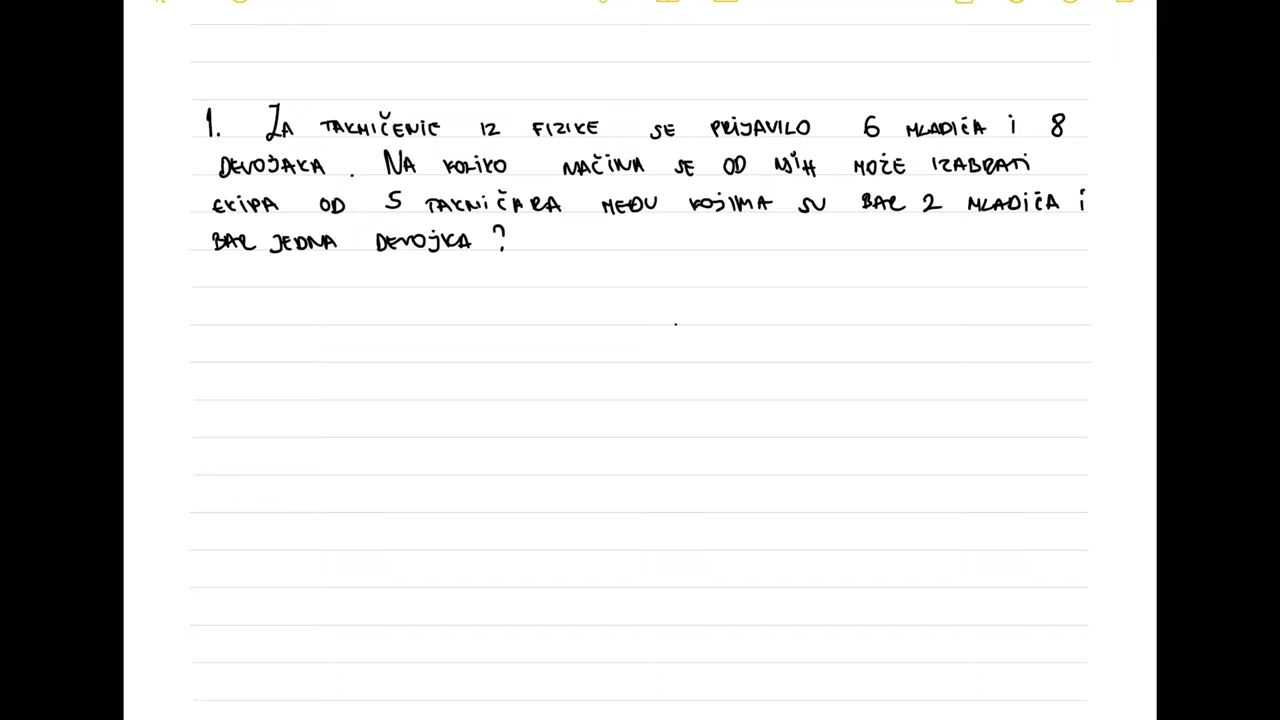 1. ZA TAKMIČENJE IZ FIZIKE SE PRIJAVILO 6 MLADIĆA I 8
DEVOJAKA. NA KOLIKO NAČINA SE OD NJIH MOŽE IZABRATI
EKIPA OD 5 TAKMIČARA MEĐU KOJIMA SU BAR 2 MLADIĆA I
BAR JEDNA DEVOJKA?